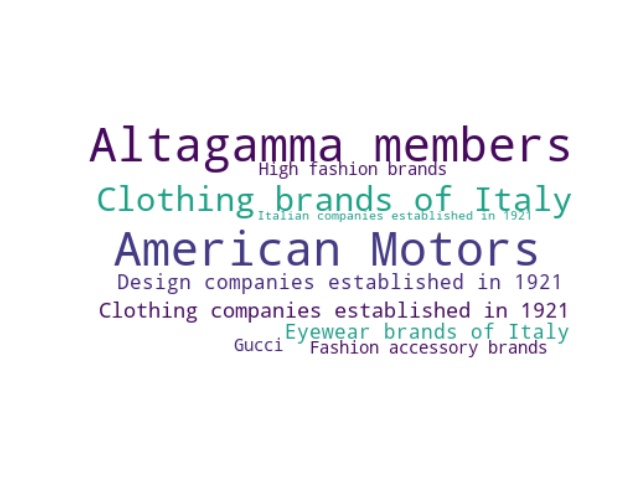 Altagamma members
High fashion brands
Clothing brands of Italy
Italian companies established in 1921
American Motors
Design companies established in 1921
Clothing companies established in 1921
Eyewear brands of Italy
Gucci
Fashion accessory brands